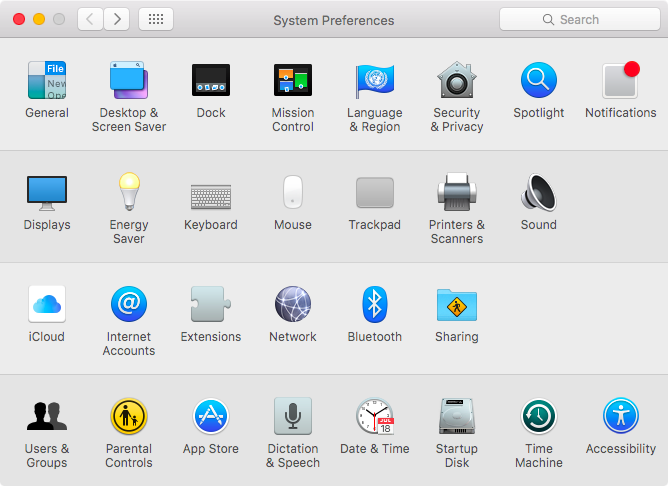 System Preferences
Search
File
New
Ope
General
Desktop &
Screen Saver
Dock
Mission
Control
Language
& Region
Security
& Privacy
Spotlight
Notifications
Displays
Energy
Saver
Keyboard
Mouse
Trackpad
Printers &
Scanners
Sound
iCloud
@
Internet
Accounts
Extensions
Network
Bluetooth
Sharing
JUL
18
Users &
Groups
Parental
Controls
App Store
Dictation
& Speech
Date & Time
Startup
Disk
Time
Machine
Accessibility